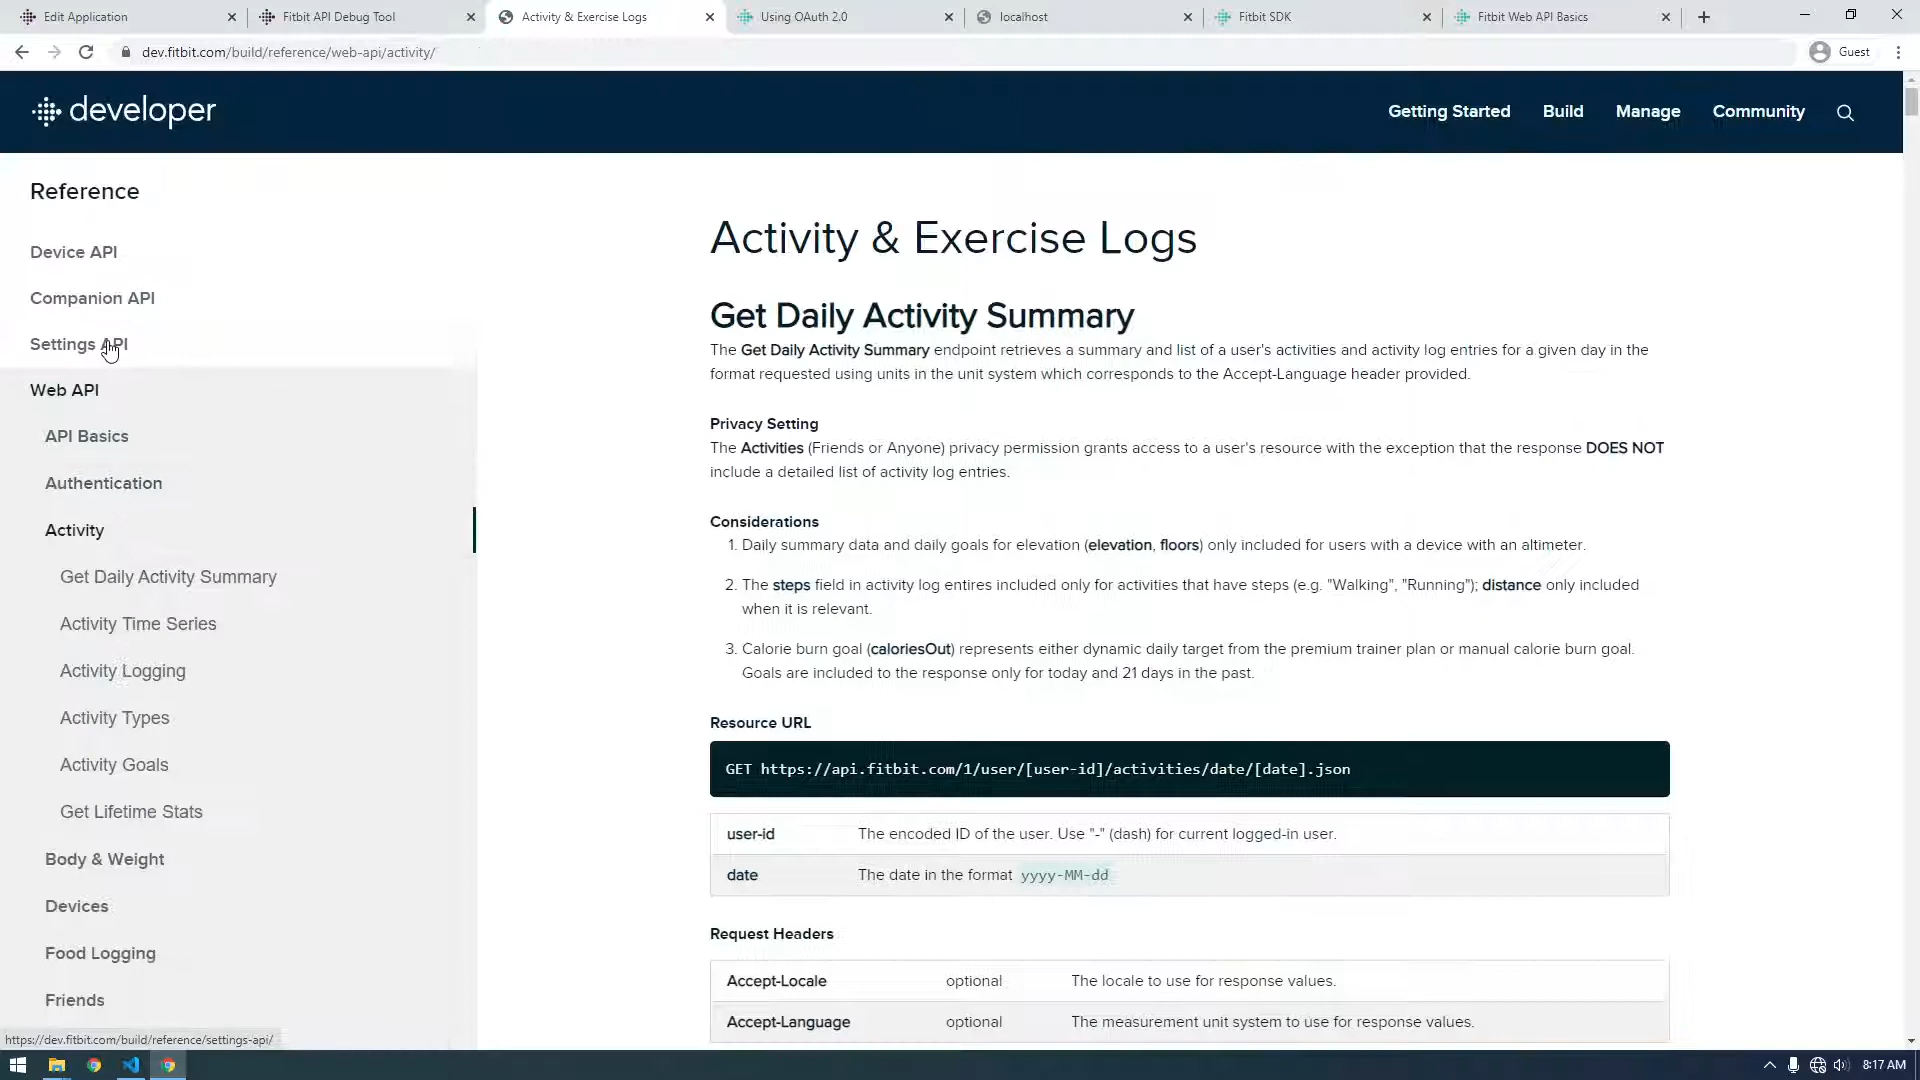 Edit Application
Fitbit API Debug Tool
Activity & Exercise Logs
Using OAuth 2.0
localhost
Fitbit SDK
Fitbit Web API Basics
dev.fitbit.com/build/reference/web-api/activity/
Guest
developer
Getting Started
Build
Manage
Community
Reference
Device API
Companion API
Settings API
Web API
API Basics
Authentication
Activity
Get Daily Activity Summary
Activity Time Series
Activity Logging
Activity Types
Activity Goals
Get Lifetime Stats
Body & Weight
Devices
Food Logging
Friends
https://dev.fitbit.com/build/reference/settings-api/
Activity & Exercise Logs
Get Daily Activity Summary
The Get Daily Activity Summary endpoint retrieves a summary and list of a user's activities and activity log entries for a given day in the
format requested using units in the unit system which corresponds to the Accept-Language header provided.
Privacy Setting
The Activities (Friends or Anyone) privacy permission grants access to a user's resource with the exception that the response DOES NOT
include a detailed list of activity log entries.
Considerations
1. Daily summary data and daily goals for elevation (elevation, floors) only included for users with a device with an altimeter.
2. The steps field in activity log entires included only for activities that have steps (e.g. "Walking", "Running"); distance only included
when it is relevant.
3. Calorie burn goal (caloriesOut) represents either dynamic daily target from the premium trainer plan or manual calorie burn goal.
Goals are included to the response only for today and 21 days in the past.
Resource URL
GET https://api.fitbit.com/1/user/[user-id]/activities/date/[date].json
user-id The encoded ID of the user. Use "-" (dash) for current logged-in user.
date The date in the format yyyy-MM-dd
Request Headers
Accept-Locale optional The locale to use for response values.
Accept-Language optional The measurement unit system to use for response values.
8:17 AM